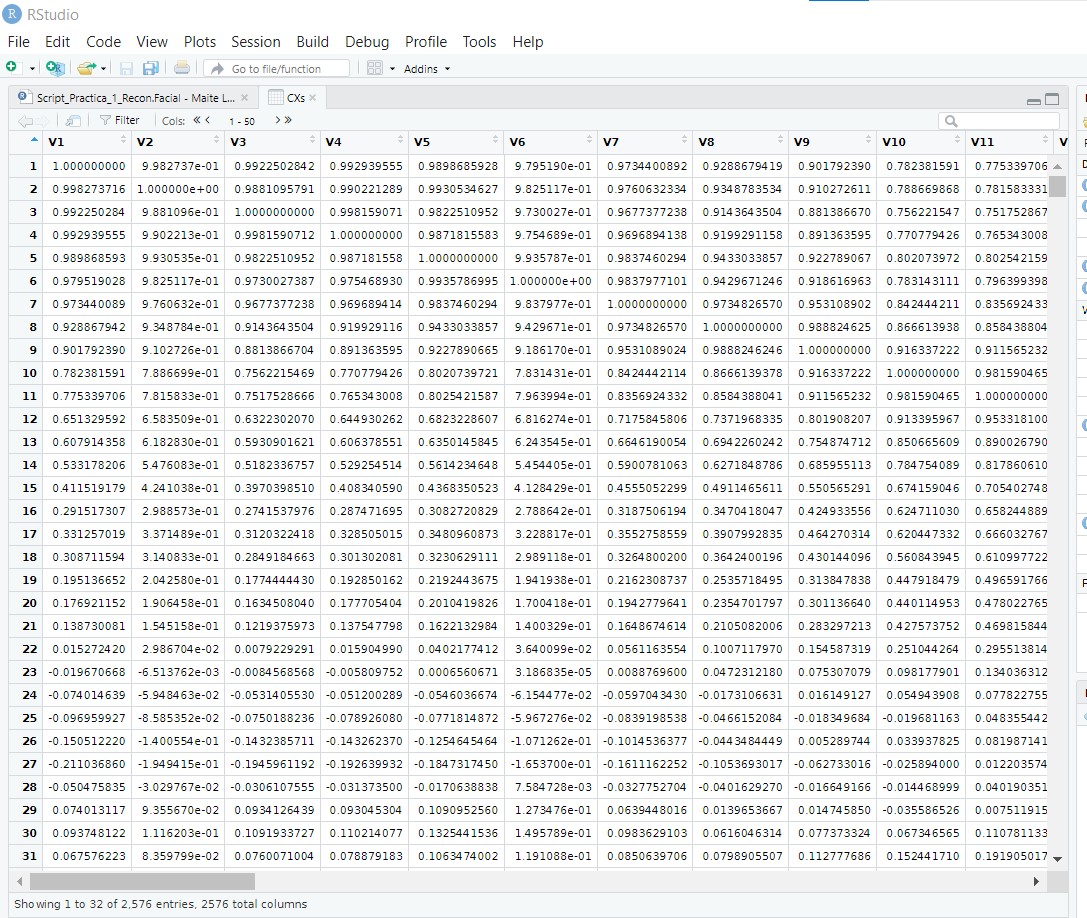 RStudio
File Edit Code View Plots Session Build Debug Profile Tools Help
Go to file/function Addins
Script_Practica_1_Recon.Facial - Maite L... CXs
Filter Cols: 1 - 50
V1 V2 V3 V4 V5 V6 V7 V8 V9 V10 V11 V
1 1.000000000 9.982737e-01 0.9922502842 0.992939555 0.9898685928 9.795190e-01 0.9734400892 0.9288679419 0.901792390 0.782381591 0.775339706
2 0.998273716 1.000000e+00 0.9881095791 0.990221289 0.9930534627 9.825117e-01 0.9760632334 0.9348783534 0.910272611 0.788669868 0.781583331
3 0.992250284 9.881096e-01 1.0000000000 0.998159071 0.9822510952 9.730027e-01 0.9677377238 0.9143643504 0.881386670 0.756221547 0.751752867
4 0.992939555 9.902213e-01 0.9981590712 1.000000000 0.9871815583 9.754689e-01 0.9696894138 0.9199291158 0.891363595 0.770779426 0.765343008
5 0.989868593 9.930535e-01 0.9822510952 0.987181558 1.0000000000 9.935787e-01 0.9837460294 0.9433033857 0.922789067 0.802073972 0.802542159
6 0.979519028 9.825117e-01 0.9730027387 0.975468930 0.9935786995 1.000000e+00 0.9837977101 0.9429671246 0.918616963 0.783143111 0.796399398
7 0.973440089 9.760632e-01 0.9677377238 0.969689414 0.9837460294 9.837977e-01 1.0000000000 0.9734826570 0.953108902 0.842444211 0.835692433
8 0.928867942 9.348784e-01 0.9143643504 0.919929116 0.9433033857 9.429671e-01 0.9734826570 1.0000000000 0.988824625 0.866613938 0.858438804
9 0.901792390 9.102726e-01 0.8813866704 0.891363595 0.9227890665 9.186170e-01 0.9531089024 0.9888246246 1.000000000 0.916337222 0.911565232
10 0.782381591 7.886699e-01 0.7562215469 0.770779426 0.8020739721 7.831431e-01 0.8424442114 0.8666139378 0.916337222 1.000000000 0.981590465
11 0.775339706 7.815833e-01 0.7517528666 0.765343008 0.8025421587 7.963994e-01 0.8356924332 0.8584388041 0.911565232 0.981590465 1.000000000
12 0.651329592 6.583509e-01 0.6322302070 0.644930262 0.6823228607 6.816274e-01 0.7175845806 0.7371968335 0.801908207 0.913395967 0.953318100
13 0.607914358 6.182830e-01 0.5930901621 0.606378551 0.6350145845 6.243545e-01 0.6646190054 0.6942260242 0.754874712 0.850665609 0.890026790
14 0.533178206 5.476083e-01 0.5182336757 0.529254514 0.5614234648 5.454405e-01 0.5900781063 0.6271848786 0.685955113 0.784754089 0.817860610
15 0.411519179 4.241038e-01 0.3970398510 0.408340590 0.4368350523 4.128429e-01 0.4555052299 0.4911465611 0.550565291 0.674159046 0.705402748
16 0.291517307 2.988573e-01 0.2741537976 0.287471695 0.3082720829 2.788642e-01 0.3187506194 0.3470418047 0.424933556 0.624711030 0.658244889
17 0.331257019 3.371489e-01 0.3120322418 0.328505015 0.3480960873 3.228817e-01 0.3552758559 0.3907992835 0.464270314 0.620447332 0.666032767
18 0.308711594 3.140833e-01 0.2849184663 0.301302081 0.3230629111 2.989118e-01 0.3264800200 0.3642400196 0.430144096 0.560843945 0.610997722
19 0.195136652 2.042580e-01 0.1774444430 0.192850162 0.2192443675 1.941938e-01 0.2162308737 0.2535718495 0.313847838 0.447918479 0.496591766
20 0.176921152 1.906458e-01 0.1634508040 0.177705404 0.2010419826 1.700418e-01 0.1942779641 0.2354701797 0.301136640 0.440114953 0.478022765
21 0.138730081 1.545158e-01 0.1219375973 0.137547798 0.1622132984 1.400329e-01 0.1648674614 0.2105082006 0.283297213 0.427573752 0.469815844
22 0.015272420 2.986704e-02 0.0079229291 0.015904990 0.0402177412 3.640099e-02 0.0561163554 0.1007117970 0.154587319 0.251044264 0.295513814
23 -0.019670668 -6.513762e-03 -0.0084568568 -0.005809752 0.0006560671 3.186835e-05 0.0088769600 0.0472312180 0.075307079 0.098177901 0.134036312
24 -0.074014639 -5.948463e-02 -0.0531405530 -0.051200289 -0.0546036674 -6.154477e-02 -0.0597043430 -0.0173106631 0.016149127 0.054943908 0.077822755
25 -0.096959927 -8.585352e-02 -0.0750188236 -0.078926080 -0.0771814872 -5.967276e-02 -0.0839198538 -0.0466152084 -0.018349684 -0.019681163 0.048355442
26 -0.150512220 -1.400554e-01 -0.1432385711 -0.143262370 -0.1254645464 -1.071262e-01 -0.1014536377 -0.0443484449 0.005289744 0.033937825 0.081987141
27 -0.211036860 -1.949415e-01 -0.1945961192 -0.192639932 -0.1847317450 -1.653700e-01 -0.1611162252 -0.1053693017 -0.062733016 -0.025894000 0.012203574
28 -0.050475835 -3.029767e-02 -0.0306107555 -0.031373500 -0.0170638838 7.584728e-03 -0.0327752704 -0.0401629270 -0.016649166 -0.014468999 0.040190351
29 0.074013117 9.355670e-02 0.0934126439 0.093045304 0.1090952560 1.273476e-01 0.0639448016 0.0139653667 0.014745850 -0.035586526 0.007511915
30 0.093748122 1.116203e-01 0.1091933727 0.110214077 0.1325441536 1.495789e-01 0.0983629103 0.0616046314 0.077373324 0.067346565 0.110781133
31 0.067576223 8.359799e-02 0.0760071004 0.078879183 0.1063474002 1.191088e-01 0.0850639706 0.0798905507 0.112777686 0.152441710 0.191905017
Showing 1 to 32 of 2,576 entries, 2576 total columns